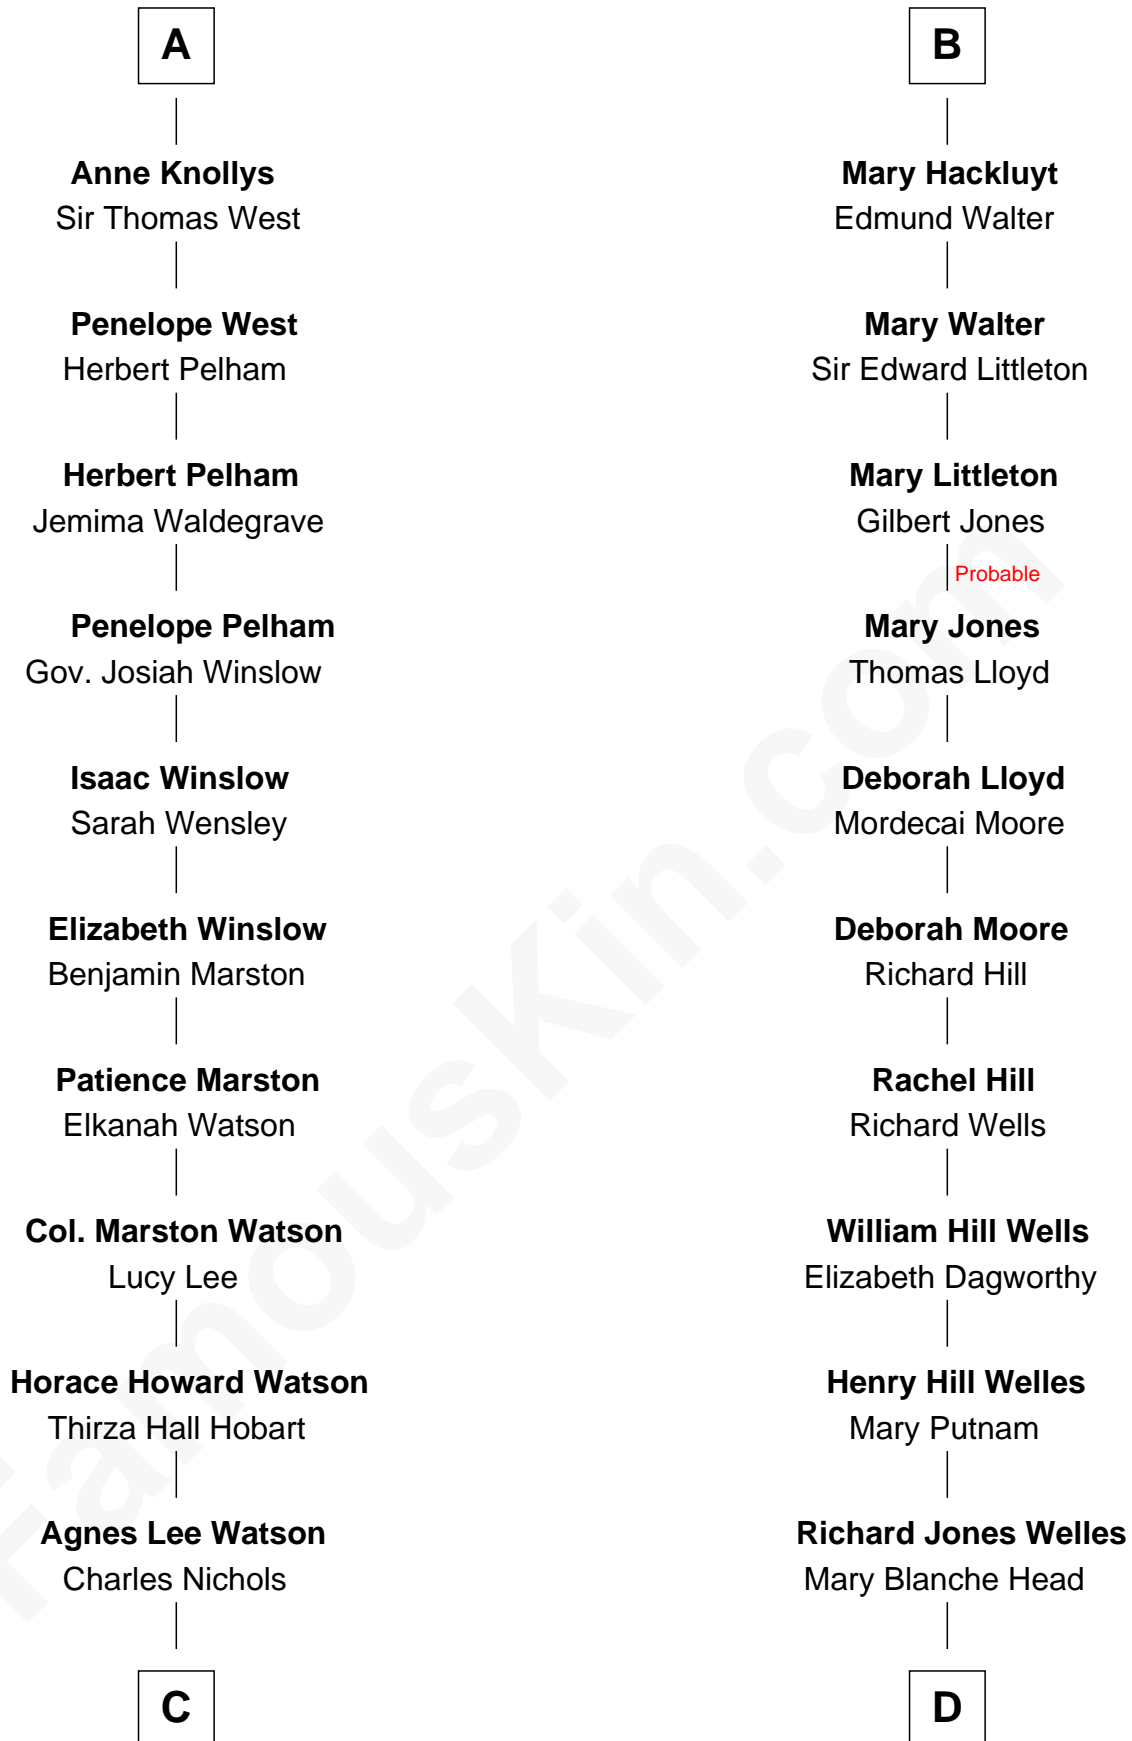 A
Anne Knollys
Sir Thomas West
Penelope West
Herbert Pelham
Herbert Pelham
Jemima Waldegrave
Penelope Pelham
Gov. Josiah Winslow
Isaac Winslow
Sarah Wensley
Elizabeth Winslow
Benjamin Marston
Patience Marston
Elkanah Watson
Col. Marston Watson
Lucy Lee
Horace Howard Watson
Thirza Hall Hobart
Agnes Lee Watson
Charles Nichols
C
B
Mary Hackluyt
Edmund Walter
Mary Walter
Sir Edward Littleton
Mary Littleton
Gilbert Jones
Probable
Mary Jones
Thomas Lloyd
Deborah Lloyd
Mordecai Moore
Deborah Moore
Richard Hill
Rachel Hill
Richard Wells
William Hill Wells
Elizabeth Dagworthy
Henry Hill Welles
Mary Putnam
Richard Jones Welles
Mary Blanche Head
D
FamousKin.com